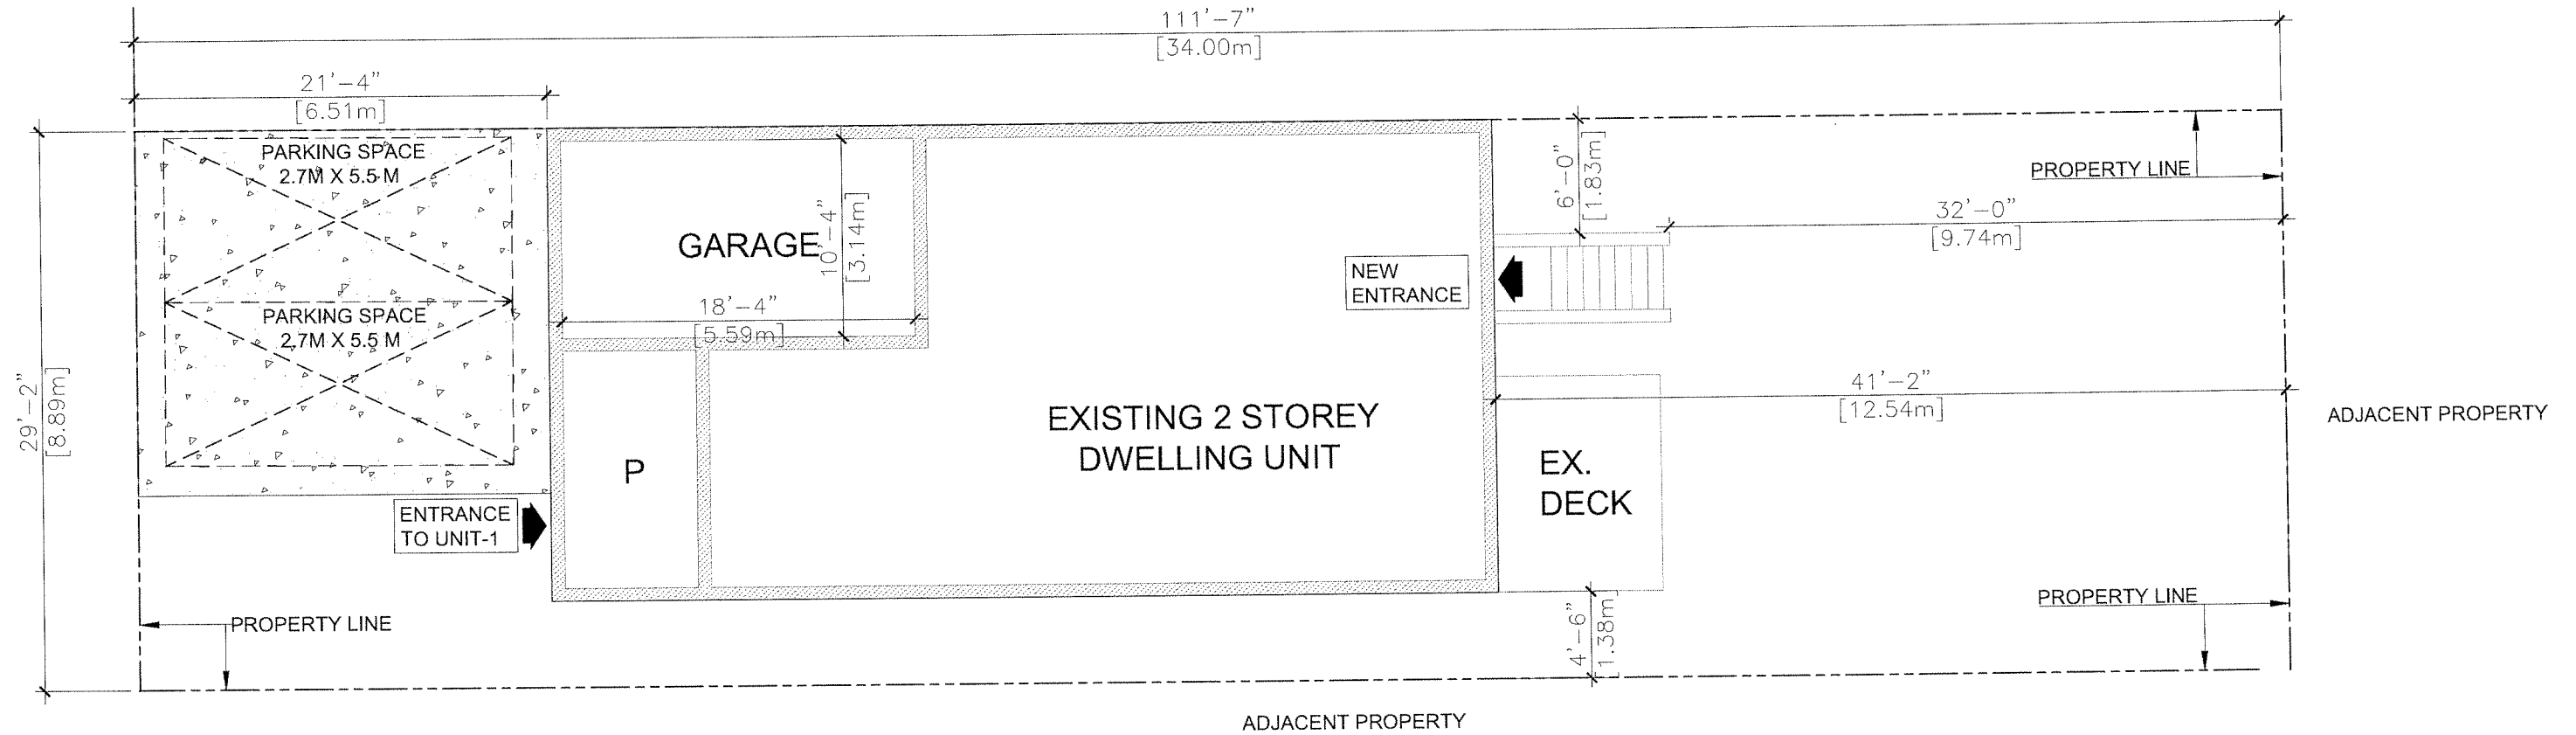 111'-7"
[34.00m]
21'-4"
[6.51m]
PARKING SPACE
2.7M X 5.5 M
6'-0"
[1.83m]
PROPERTY LINE
10'-4"
[3.14m]
GARAGE
32'-0"
[9.74m]
NEW
ENTRANCE
18'-4"
[5.59m]
PARKING SPACE
2.7M X 5.5 M
29'-2"
[8.89m]
41'-2"
[12.54m]
ADJACENT PROPERTY
EXISTING 2 STOREY
DWELLING UNIT
P
EX.
DECK
ENTRANCE
TO UNIT-1
PROPERTY LINE
4'-6"
1.38m]
PROPERTY LINE
ADJACENT PROPERTY